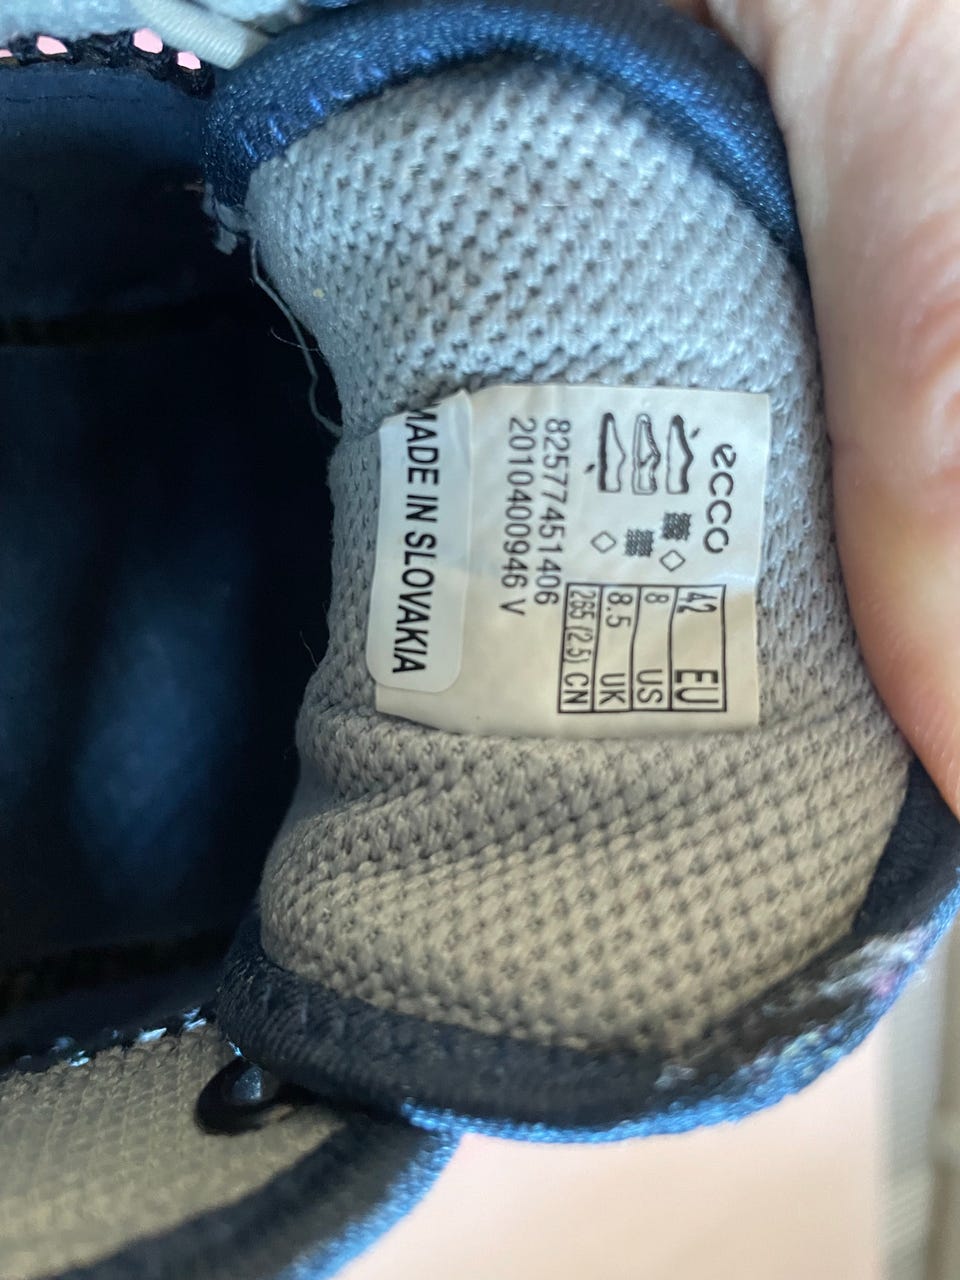 ecco
42 EU
8 US
8.5 UK
265 (2.5) CN
82577451406
2010400946 V
MADE IN SLOVAKIA